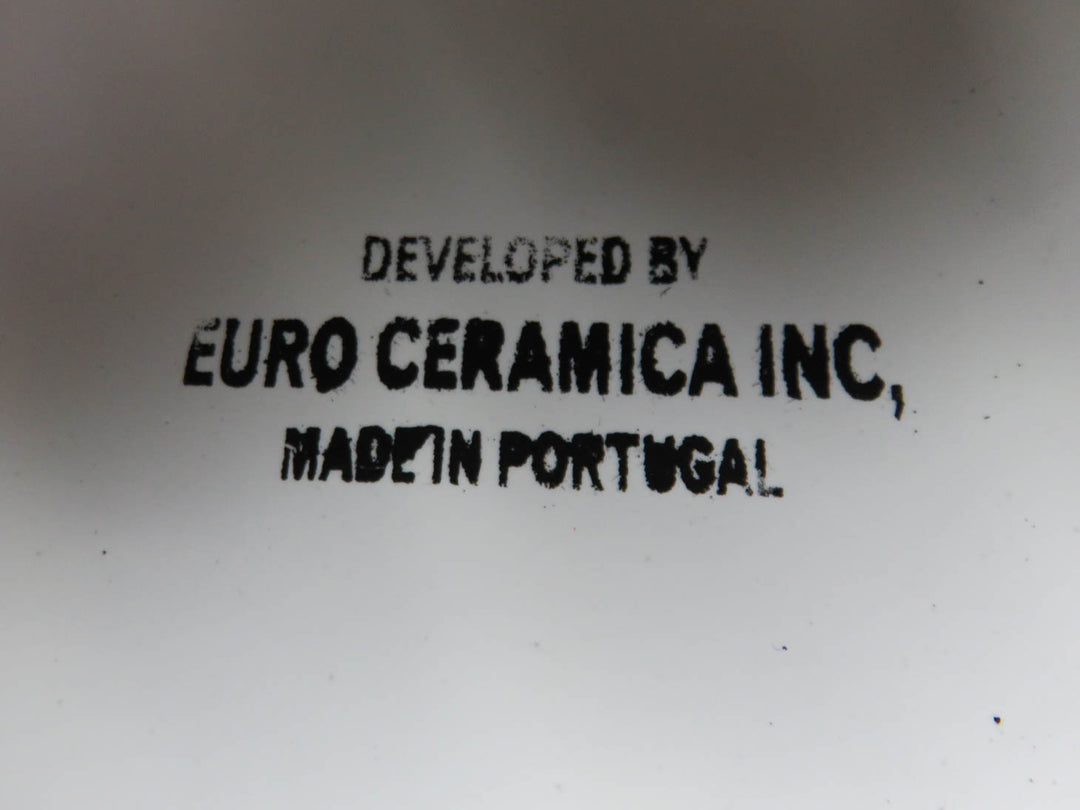 DEVELOPED BY
EURO CERAMICA INC,
MADE IN PORTUGAL